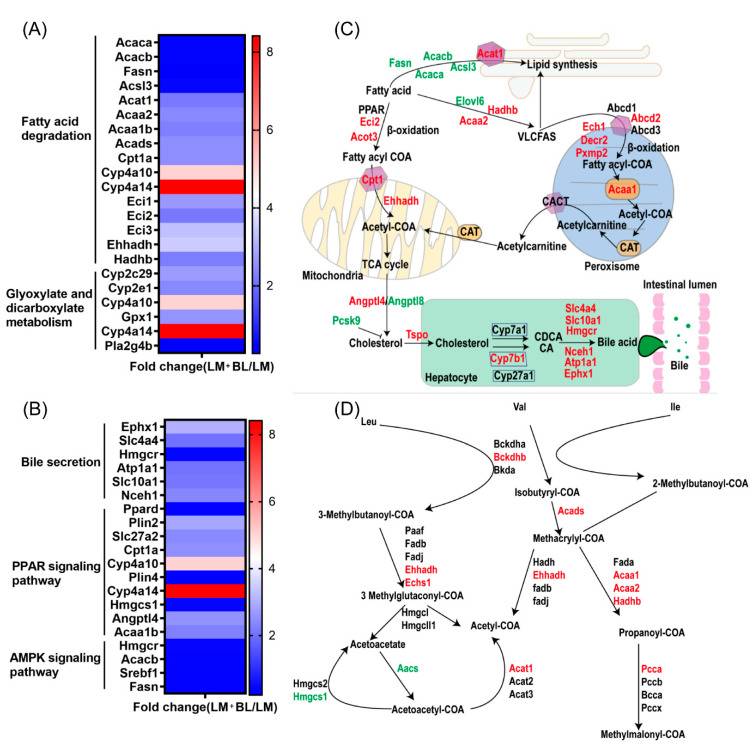 (A)
Fatty acid
degradation
Acaca
Acacb
Fasn
Acsl3
Acat1
Acaa2
Acaa1b
Acads
Cpt1a
Cyp4a10
Cyp4a14
Eci1
Eci2
Eci3
Ehhadh
Hadhb
Glyoxylate and
dicarboxylate
metabolism
Cyp2c29
Cyp2e1
Cyp4a10
Gpx1
Cyp4a14
Pla2g4b
8
6
4
2
Fold change(LM+BL/LM)
(B)
Bile secretion
Ephx1
Slc4a4
Hmgcr
Atp1a1
Slc10a1
Nceh1
PPAR signaling
pathway
Ppard
Plin2
Slc27a2
Cpt1a
Cyp4a10
Plin4
Cyp4a14
Hmgcs1
Angptl4
Acaa1b
AMPK signaling
pathway
Hmgcr
Acacb
Srebf1
Fasn
8
6
4
2
Fold change(LM+BL/LM)
(C)
Fasn
Acacb
Acaca
Acsl3
Acat1
Lipid synthesis
Fatty acid
Elovl6
Hadhb
Acaa2
VLCFAS
PPAR
Eci2
Acot3
β-oxidation
Fatty acyl COA
Cpt1
Ehhadh
Acetyl-COA
TCA cycle
Mitochondria
CAT
Acetylcarnitine
CACT
Abcd1
Abcd2
Abcd3
Ech1
Decr2
Pxmp2
β-oxidation
Fatty acyl-COA
Acaa1
Acetyl-COA
Acetylcarnitine
CAT
Peroxisome
Angptl4/Angptl8
Pcsk9
Cholesterol
Tspo
Cholesterol
Cyp7a1
Cyp7b1
Cyp27a1
CDCA
CA
Slc4a4
Slc10a1
Hmgcr
Nceh1
Atp1a1
Ephx1
Bile acid
Hepatocyte
Intestinal lumen
Bile
(D)
Leu
Val
Ile
Bckdha
Bckdhb
Bkda
Isobutyryl-COA
2-Methylbutanoyl-COA
3-Methylbutanoyl-COA
Acads
Methacrylyl-COA
Paaf
Fadb
Fadj
Ehhadh
Echs1
3 Methylglutaconyl-COA
Hadh
Ehhadh
fadb
fadj
Fada
Acaa1
Acaa2
Hadhb
Hmgcl
Hmgcll1
Acetyl-COA
Propanoyl-COA
Acetoacetate
Aacs
Acat1
Acat2
Acat3
Hmgcs2
Hmgcs1
Acetoacetyl-COA
Pcca
Pccb
Bcca
Pccx
Methylmalonyl-COA